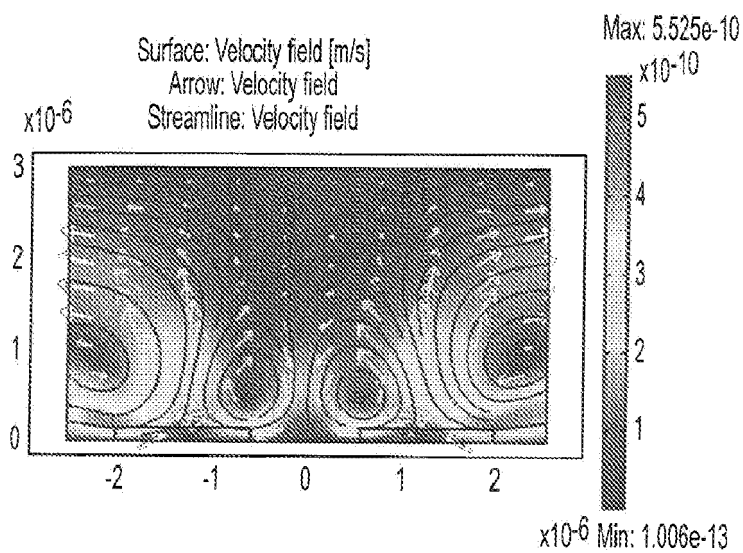 Max: 5.525e-10
Surface: Velocity field [m/s]
Arrow: Velocity field
Streamline: Velocity field
x10-6
x10-10
3
2
1
0
-2
-1
0
1
2
x10-6
5
4
3
2
1
Min: 1.006e-13